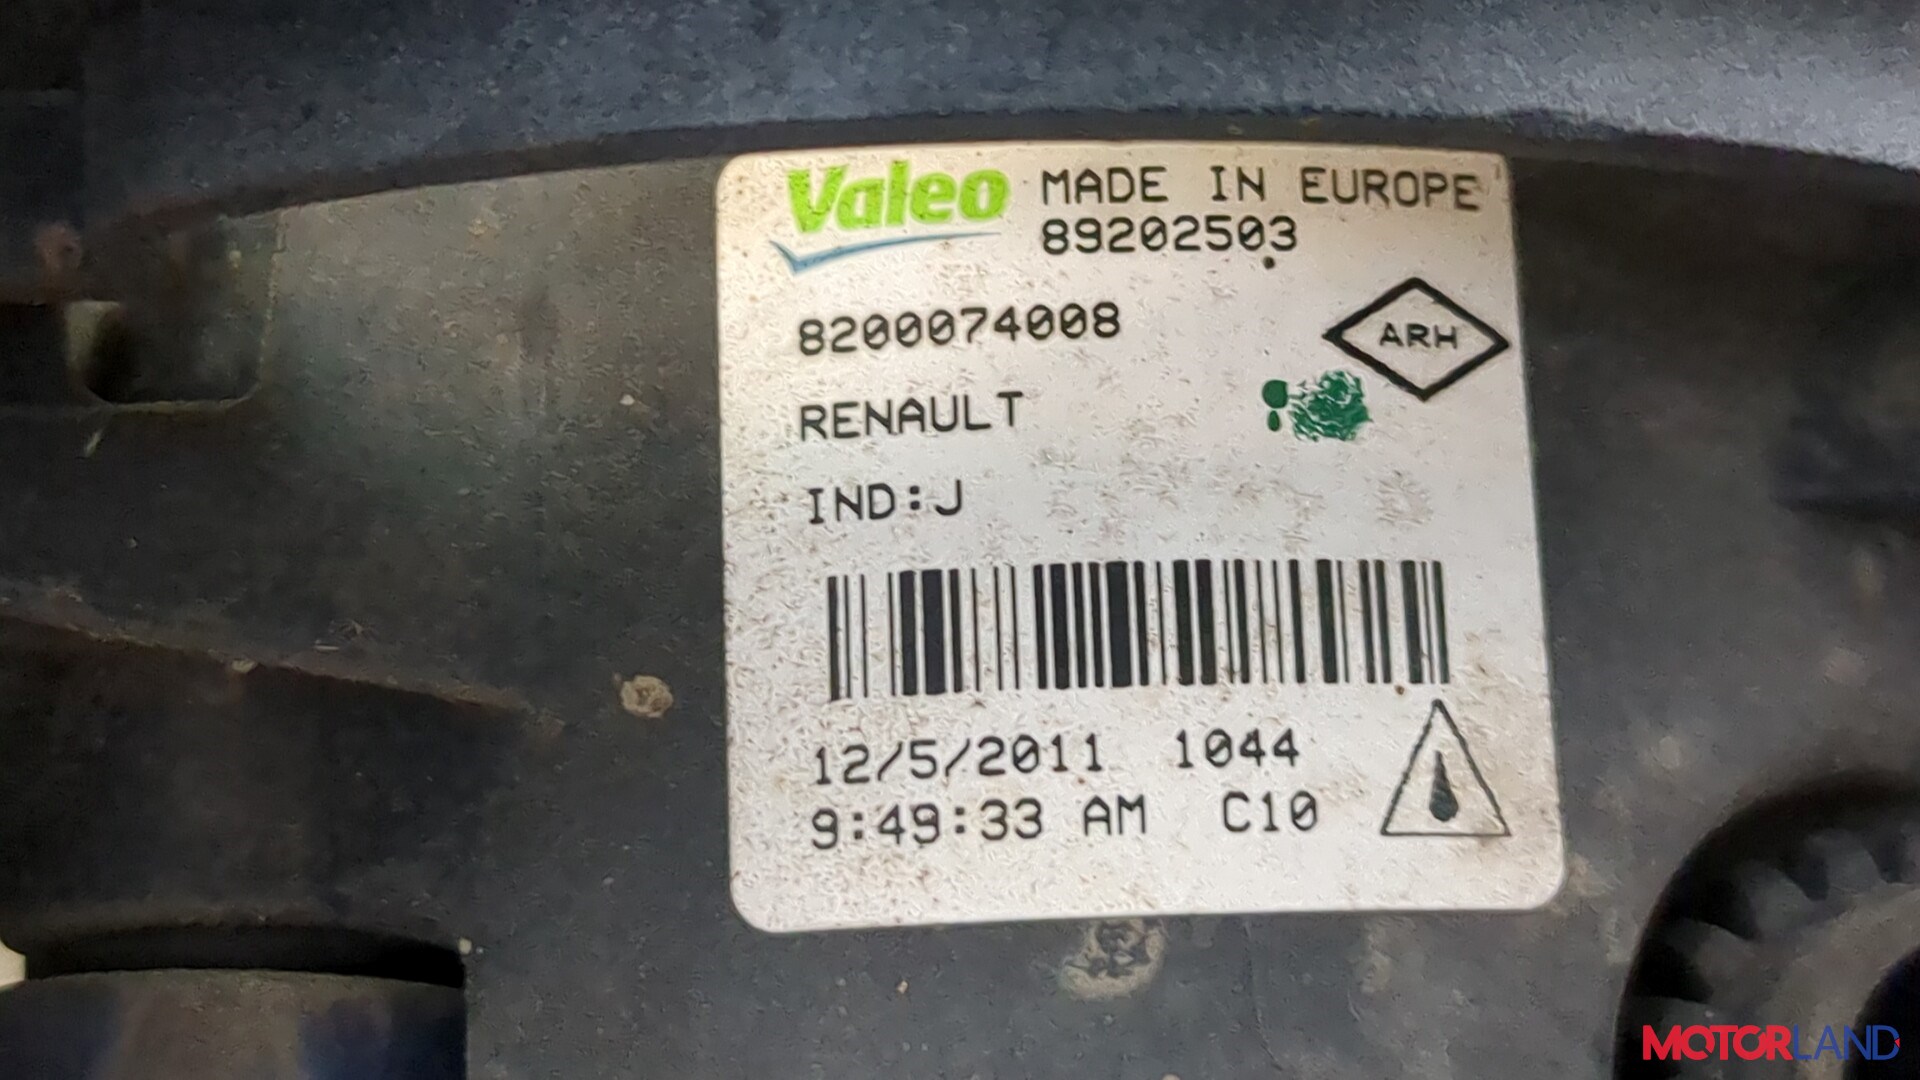 Valeo MADE IN EUROPE
89202503
8200074008
ARH
RENAULT
IND:J
12/5/2011 1044
9:49:33 AM C10
MOTORLAND